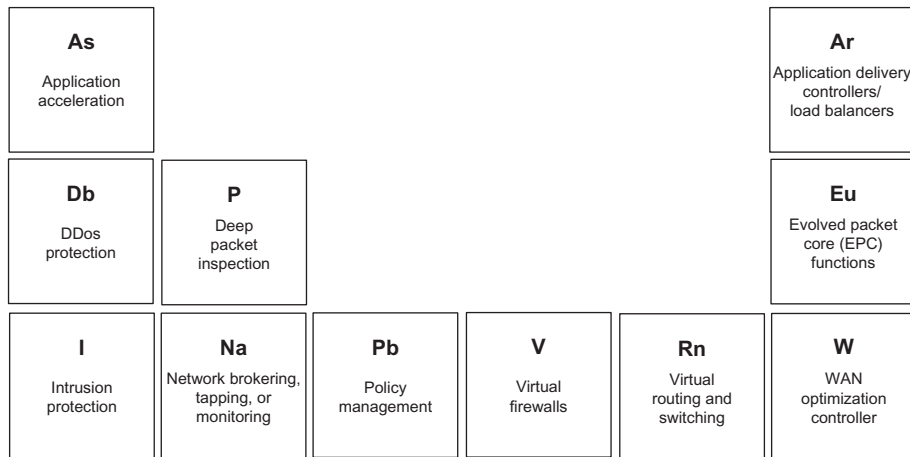 As
Application
acceleration
Ar
Application delivery
controllers/
load balancers
Db
DDos
protection
P
Deep
packet
inspection
Eu
Evolved packet
core (EPC)
functions
I
Intrusion
protection
Na
Network brokering,
tapping, or
monitoring
Pb
Policy
management
V
Virtual
firewalls
Rn
Virtual
routing and
switching
W
WAN
optimization
controller